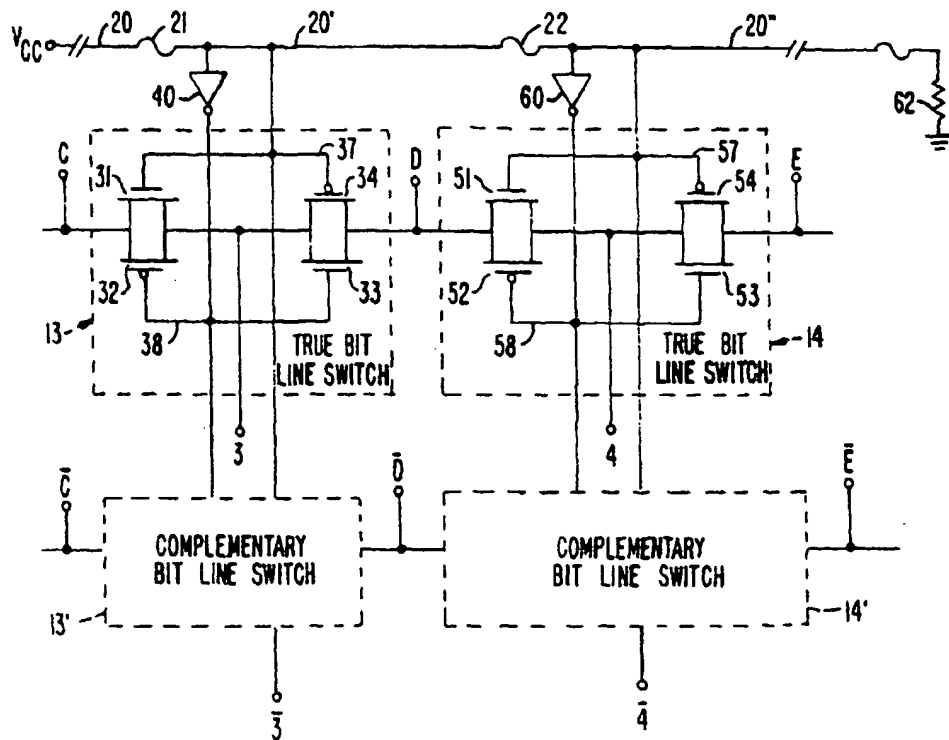 VCC 20 21 20' 22 20"
40 60 62
C 31 37 34 D 51 57 54 E
32 33 52 53
13 38 58 14
TRUE BIT
LINE SWITCH
TRUE BIT
LINE SWITCH
3 4
C̄ D̄ Ē
COMPLEMENTARY
BIT LINE SWITCH
COMPLEMENTARY
BIT LINE SWITCH
13' 14'
3̄ 4̄